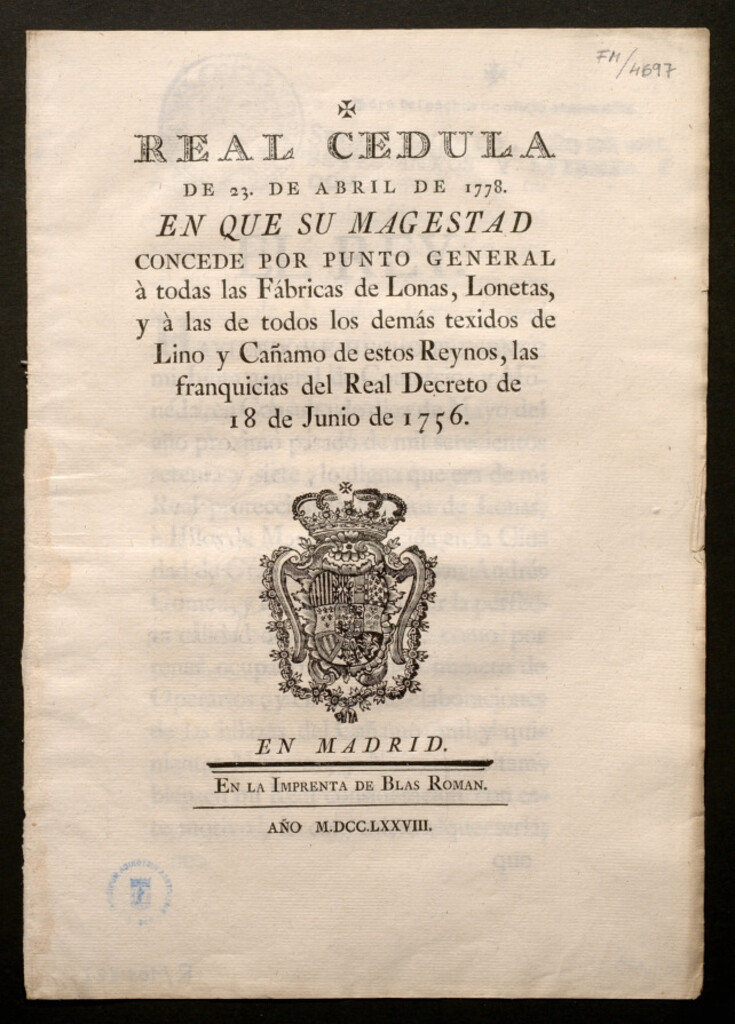 FM/4697
✠
REAL CEDULA
DE 23. DE ABRIL DE 1778.
EN QUE SU MAGESTAD
CONCEDE POR PUNTO GENERAL
à todas las Fábricas de Lonas, Lonetas,
y à las de todos los demás texidos de
Lino y Cañamo de estos Reynos, las
franquicias del Real Decreto de
18 de Junio de 1756.
EN MADRID.
EN LA IMPRENTA DE BLAS ROMAN.
AÑO M.DCC.LXXVIII.